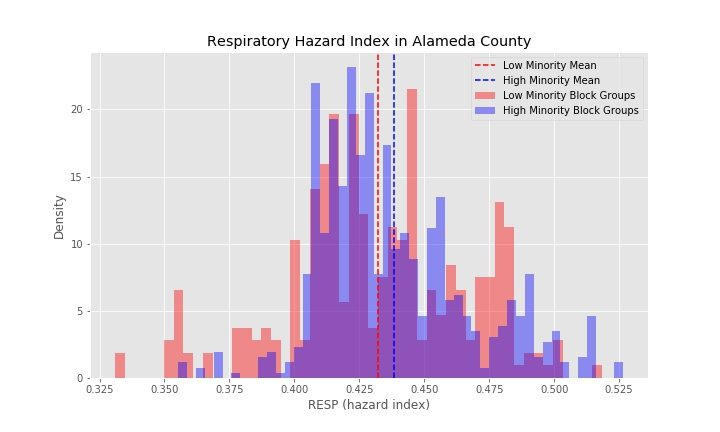 Respiratory Hazard Index in Alameda County
Low Minority Mean
High Minority Mean
Low Minority Block Groups
High Minority Block Groups
20
15
10
5
0
Density
0.325 0.350 0.375 0.400 0.425 0.450 0.475 0.500 0.525
RESP (hazard index)